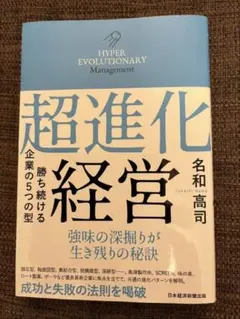 HYPER
EVOLUTIONARY
Management
超進化
経営
勝ち続ける
企業の5つの型
名和高司
強味の深掘りが
生き残りの秘訣
成功と失敗の法則を喝破
日本経済新聞出版